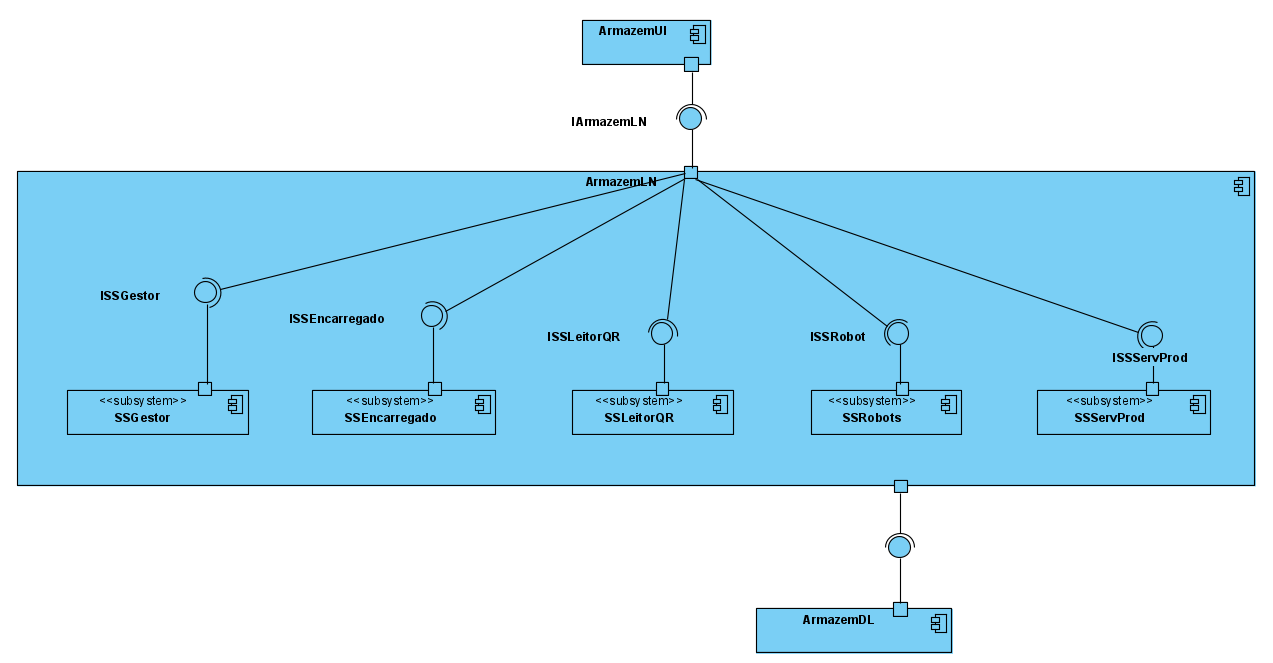 ArmazemUI
IArmazemLN
ArmazemLN
ISSGestor
ISSEncarregado
ISSLeitorQR
ISSRobot
ISSServProd
<<subsystem>>
SSGestor
<<subsystem>>
SSEncarregado
<<subsystem>>
SSLeitorQR
<<subsystem>>
SSRobots
<<subsystem>>
SSServProd
ArmazemDL